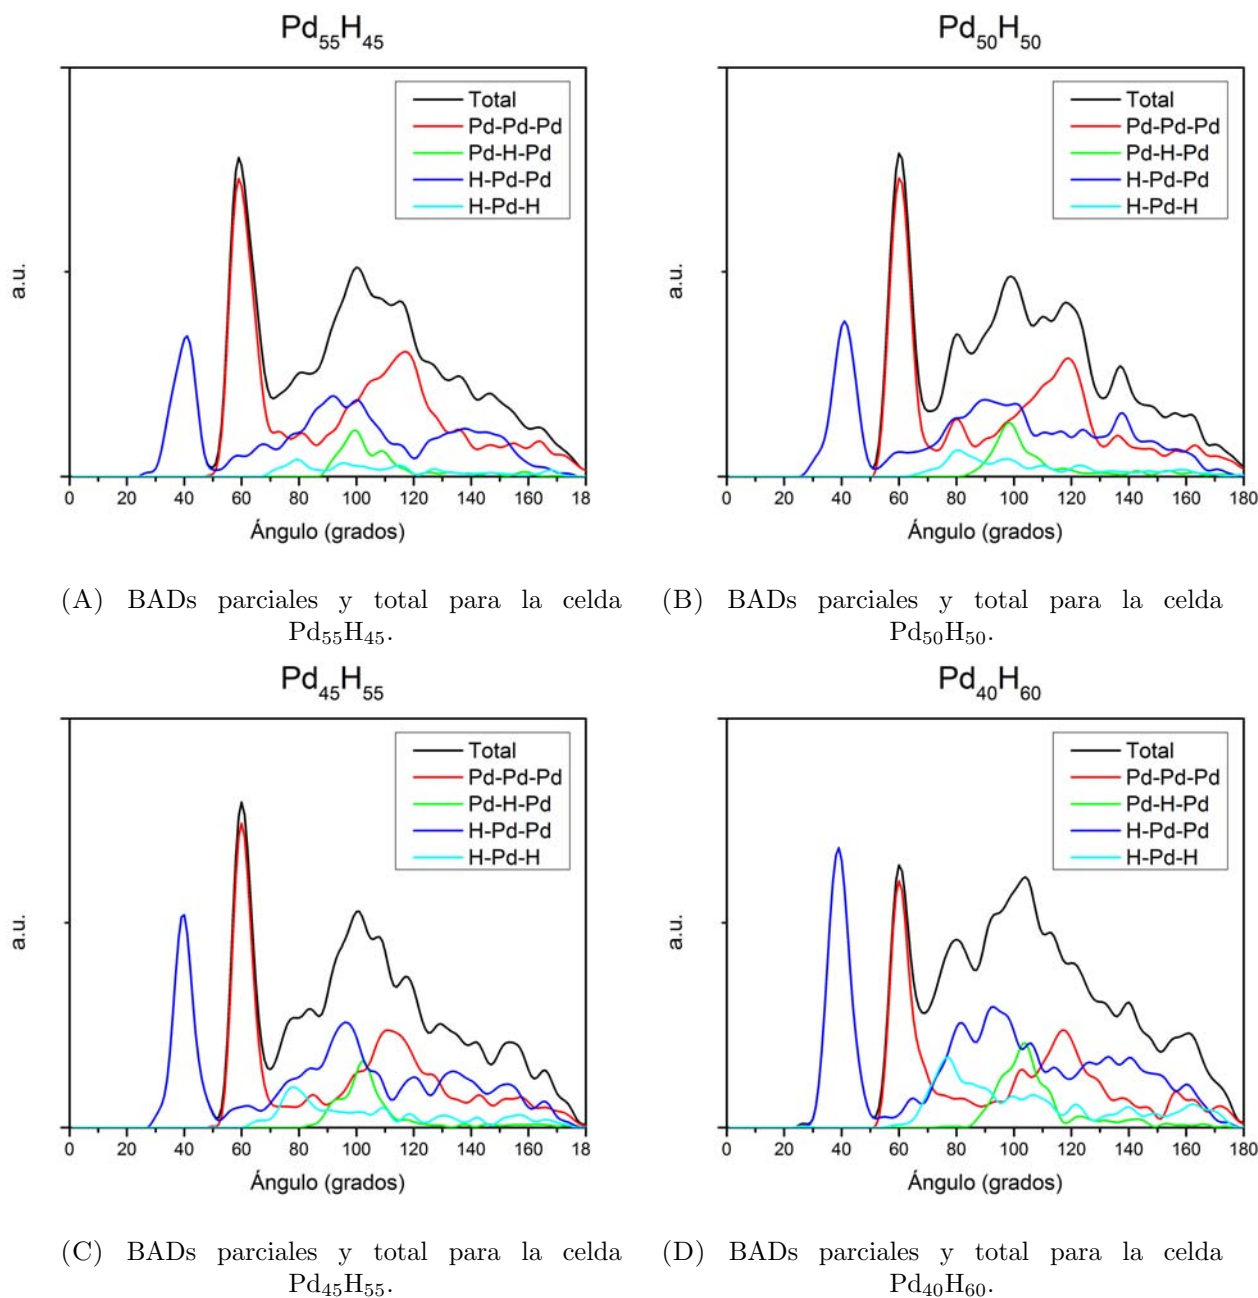 Pd₅₅H₄₅
Total
Pd-Pd-Pd
Pd-H-Pd
H-Pd-Pd
H-Pd-H
a.u.
0 20 40 60 80 100 120 140 160 18
Ángulo (grados)
(A) BADs parciales y total para la celda
Pd₅₅H₄₅.
Pd₅₀H₅₀
Total
Pd-Pd-Pd
Pd-H-Pd
H-Pd-Pd
H-Pd-H
a.u.
0 20 40 60 80 100 120 140 160 180
Ángulo (grados)
(B) BADs parciales y total para la celda
Pd₅₀H₅₀.
Pd₄₅H₅₅
Total
Pd-Pd-Pd
Pd-H-Pd
H-Pd-Pd
H-Pd-H
a.u.
0 20 40 60 80 100 120 140 160 18
Ángulo (grados)
(C) BADs parciales y total para la celda
Pd₄₅H₅₅.
Pd₄₀H₆₀
Total
Pd-Pd-Pd
Pd-H-Pd
H-Pd-Pd
H-Pd-H
a.u.
0 20 40 60 80 100 120 140 160 180
Ángulo (grados)
(D) BADs parciales y total para la celda
Pd₄₀H₆₀.